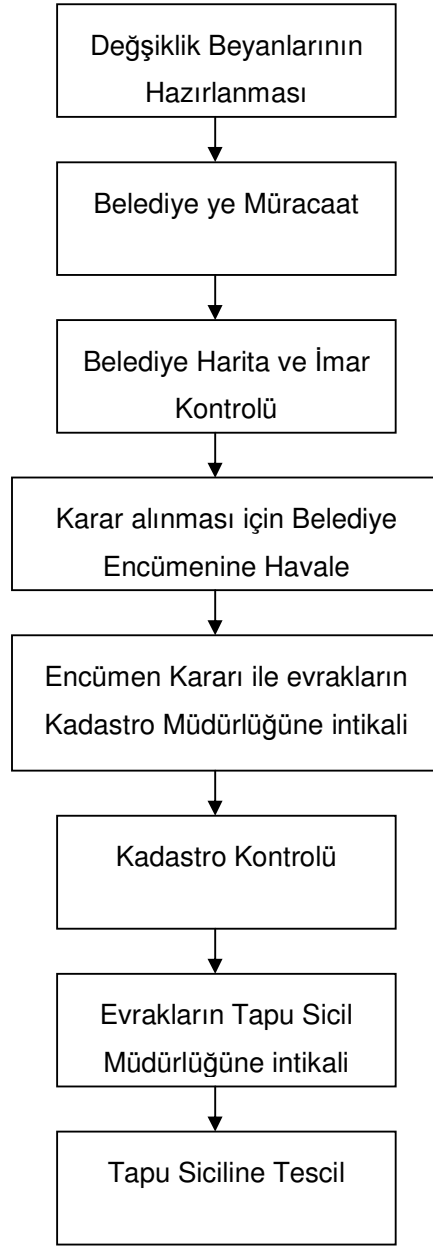 Değşiklik Beyanlarının
Hazırlanması
Belediye ye Müracaat
Belediye Harita ve İmar
Kontrolü
Karar alınması için Belediye
Encümenine Havale
Encümen Kararı ile evrakların
Kadastro Müdürlüğüne intikali
Kadastro Kontrolü
Evrakların Tapu Sicil
Müdürlüğüne intikali
Tapu Siciline Tescil